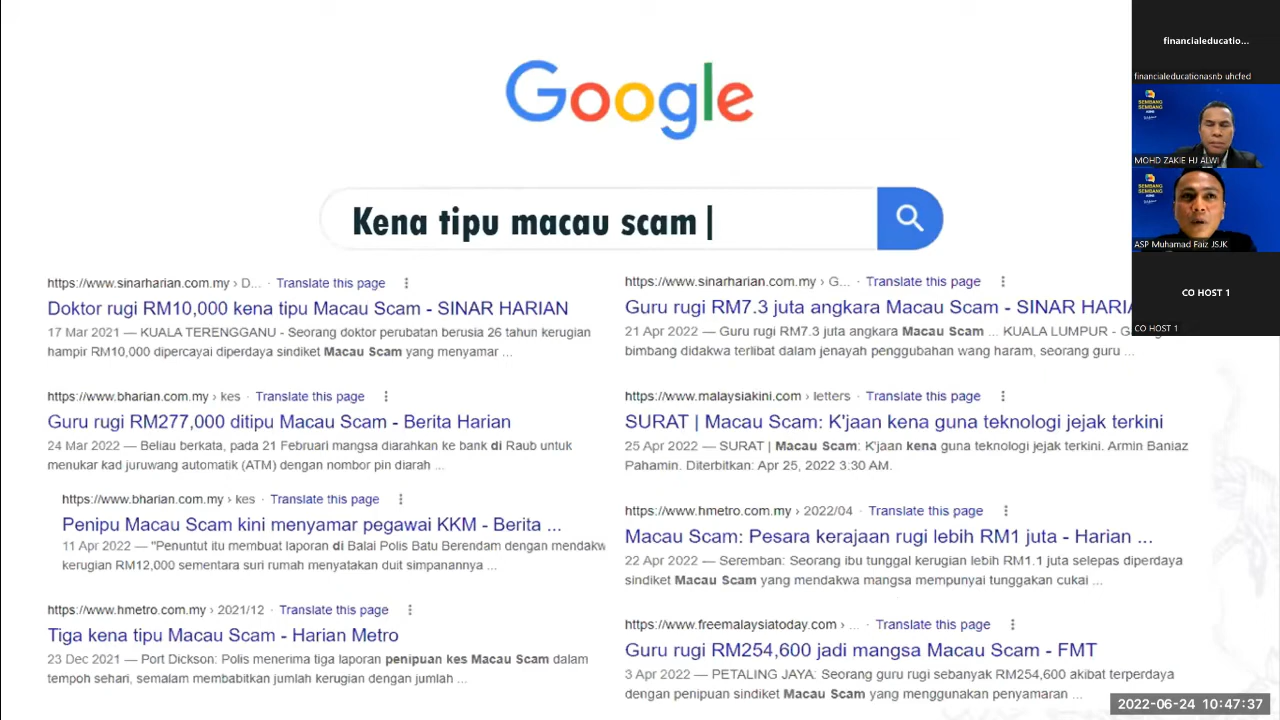 Google
Kena tipu macau scam
https://www.sinarharian.com.my › D... · Translate this page
Doktor rugi RM10,000 kena tipu Macau Scam - SINAR HARIAN
17 Mar 2021 — KUALA TERENGGANU - Seorang doktor perubatan berusia 26 tahun kerugian
hampir RM10,000 dipercayai diperdaya sindiket Macau Scam yang menyamar ...
https://www.bharian.com.my › kes · Translate this page
Guru rugi RM277,000 ditipu Macau Scam - Berita Harian
24 Mar 2022 — Beliau berkata, pada 21 Februari mangsa diarahkan ke bank di Raub untuk
menukar kad juruwang automatik (ATM) dengan nombor pin diarah ...
https://www.bharian.com.my › kes · Translate this page
Penipu Macau Scam kini menyamar pegawai KKM - Berita ...
11 Apr 2022 — "Penuntut itu membuat laporan di Balai Polis Batu Berendam dengan mendakw
kerugian RM12,000 sementara suri rumah menyatakan duit simpanannya ...
https://www.hmetro.com.my › 2021/12 · Translate this page
Tiga kena tipu Macau Scam - Harian Metro
23 Dec 2021 — Port Dickson: Polis menerima tiga laporan penipuan kes Macau Scam dalam
tempoh sehari, semalam membabitkan jumlah kerugian dengan jumlah ...
https://www.sinarharian.com.my › G... · Translate this page
Guru rugi RM7.3 juta angkara Macau Scam - SINAR HARIA
21 Apr 2022 — Guru rugi RM7.3 juta angkara Macau Scam ... KUALA LUMPUR - G
bimbang didakwa terlibat dalam jenayah penggubahan wang haram, seorang guru ...
https://www.malaysiakini.com › letters · Translate this page
SURAT | Macau Scam: K'jaan kena guna teknologi jejak terkini
25 Apr 2022 — SURAT | Macau Scam: K'jaan kena guna teknologi jejak terkini. Armin Baniaz
Pahamin. Diterbitkan: Apr 25, 2022 3.30 AM.
https://www.hmetro.com.my › 2022/04 · Translate this page
Macau Scam: Pesara kerajaan rugi lebih RM1 juta - Harian ...
22 Apr 2022 — Seremban: Seorang ibu tunggal kerugian lebih RM1.1 juta selepas diperdaya
sindiket Macau Scam yang mendakwa mangsa mempunyai tunggakan cukai ...
https://www.freemalaysiatoday.com › ... · Translate this page
Guru rugi RM254,600 jadi mangsa Macau Scam - FMT
3 Apr 2022 — PETALING JAYA: Seorang guru rugi sebanyak RM254,600 akibat terperdaya
dengan penipuan sindiket Macau Scam yang menggunakan penyamaran ...
financialeducatio...
financialeducationasnb uhcfed
SEMBANG
SEMBANG
MOHD ZAKIE HJ ALWI
SEMBANG
SEMBANG
ASP Muhamad Faiz JSJK
CO HOST 1
CO HOST 1
2022-06-24 10:47:37